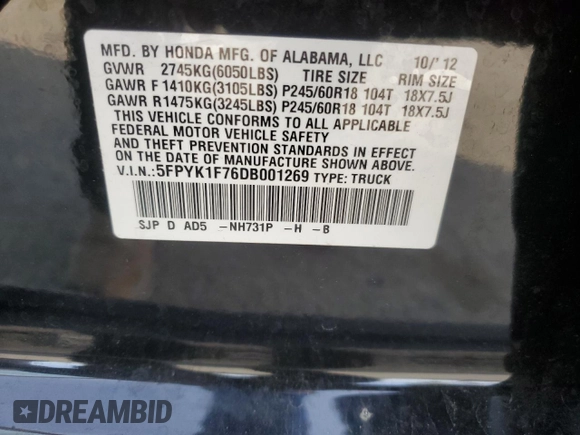 MFD. BY HONDA MFG. OF ALABAMA, LLC 10/'12
GVWR 2745KG(6050LBS) TIRE SIZE RIM SIZE
GAWR F 1410KG(3105LBS) P245/60R18 104T 18X7.5J
GAWR R1475KG(3245LBS) P245/60R18 104T 18X7.5J
THIS VEHICLE CONFORMS TO ALL APPLICABLE
FEDERAL MOTOR VEHICLE SAFETY
AND THEFT PREVENTION STANDARDS IN EFFECT
ON THE DATE OF MANUFACTURE SHOWN ABOVE.
V.I.N.:5FPYK1F76DB001269 TYPE: TRUCK
SJP D AD5 -NH731P -H -B
DREAMBID